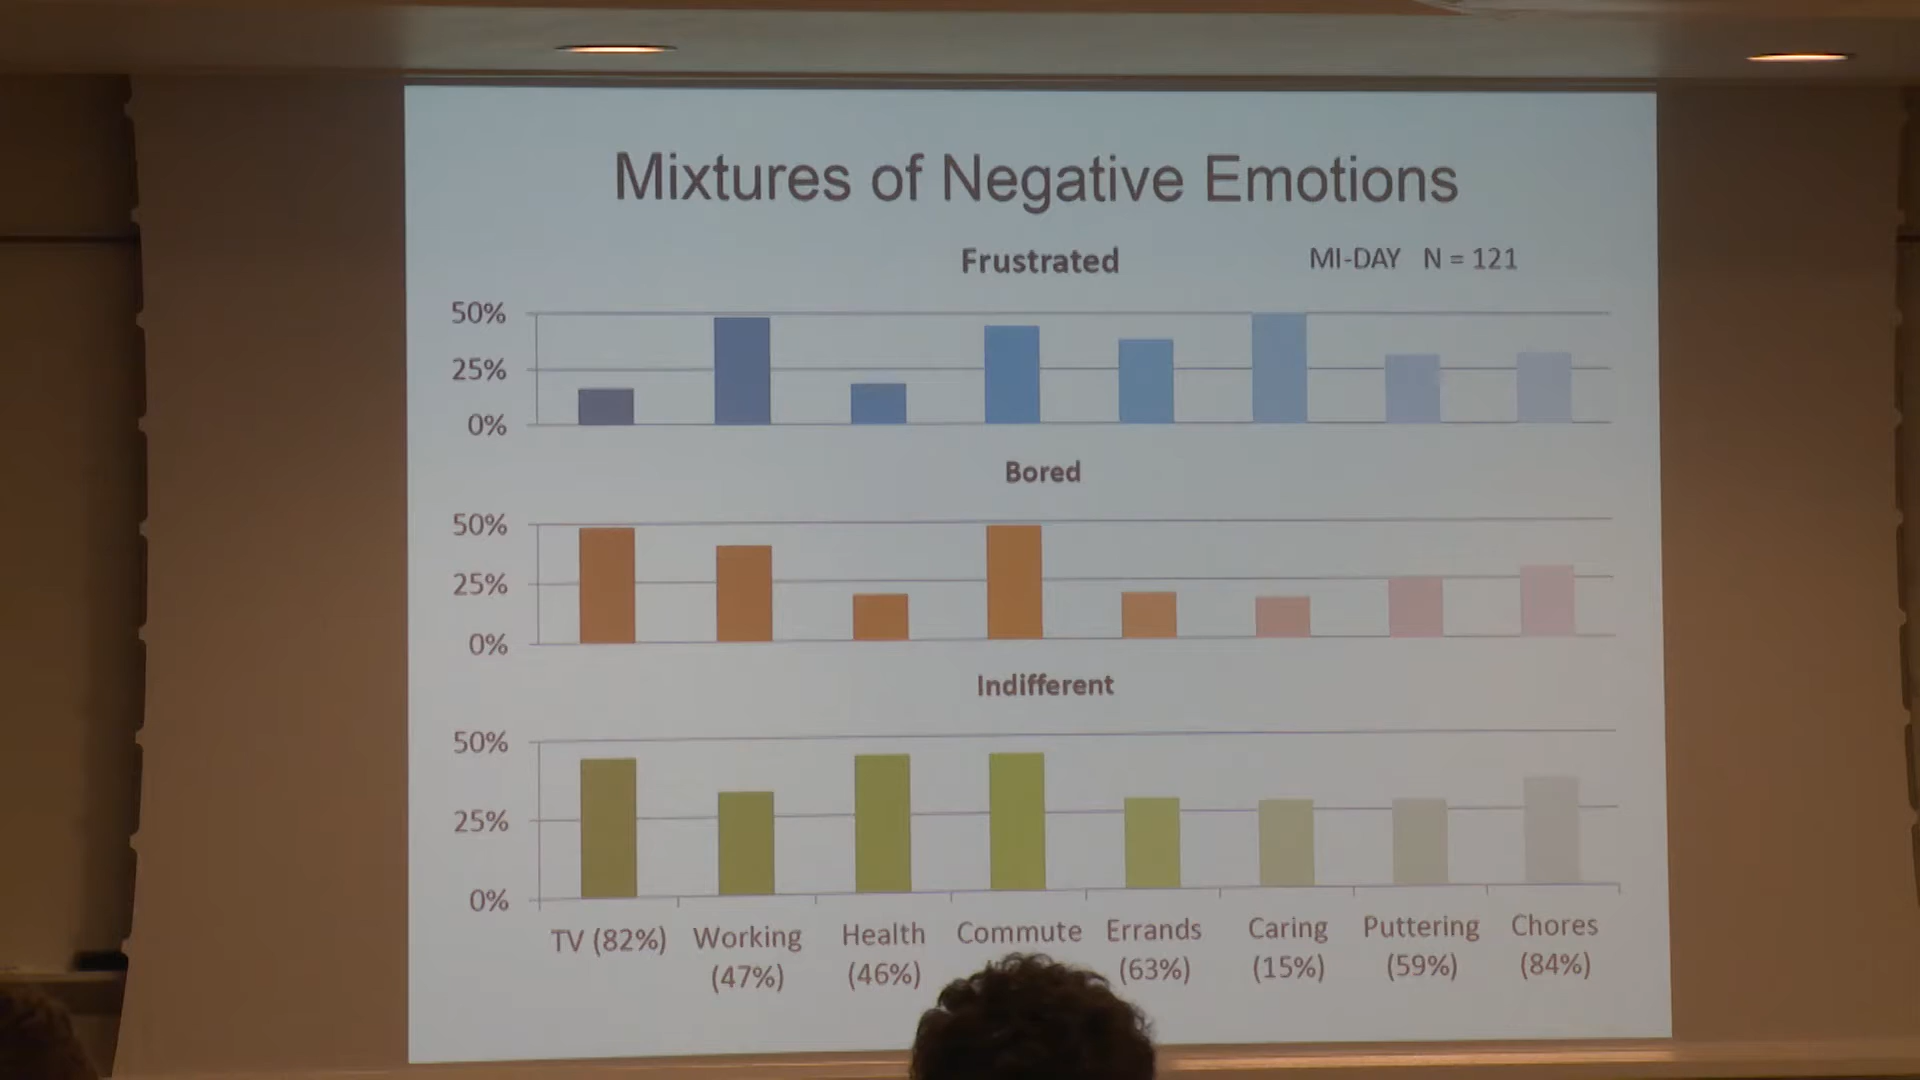 Mixtures of Negative Emotions
Frustrated
MI-DAY N = 121
50%
25%
0%
Bored
50%
25%
0%
Indifferent
50%
25%
0%
TV (82%) Working Health Commute Errands Caring Puttering Chores
(47%) (46%) (63%) (15%) (59%) (84%)